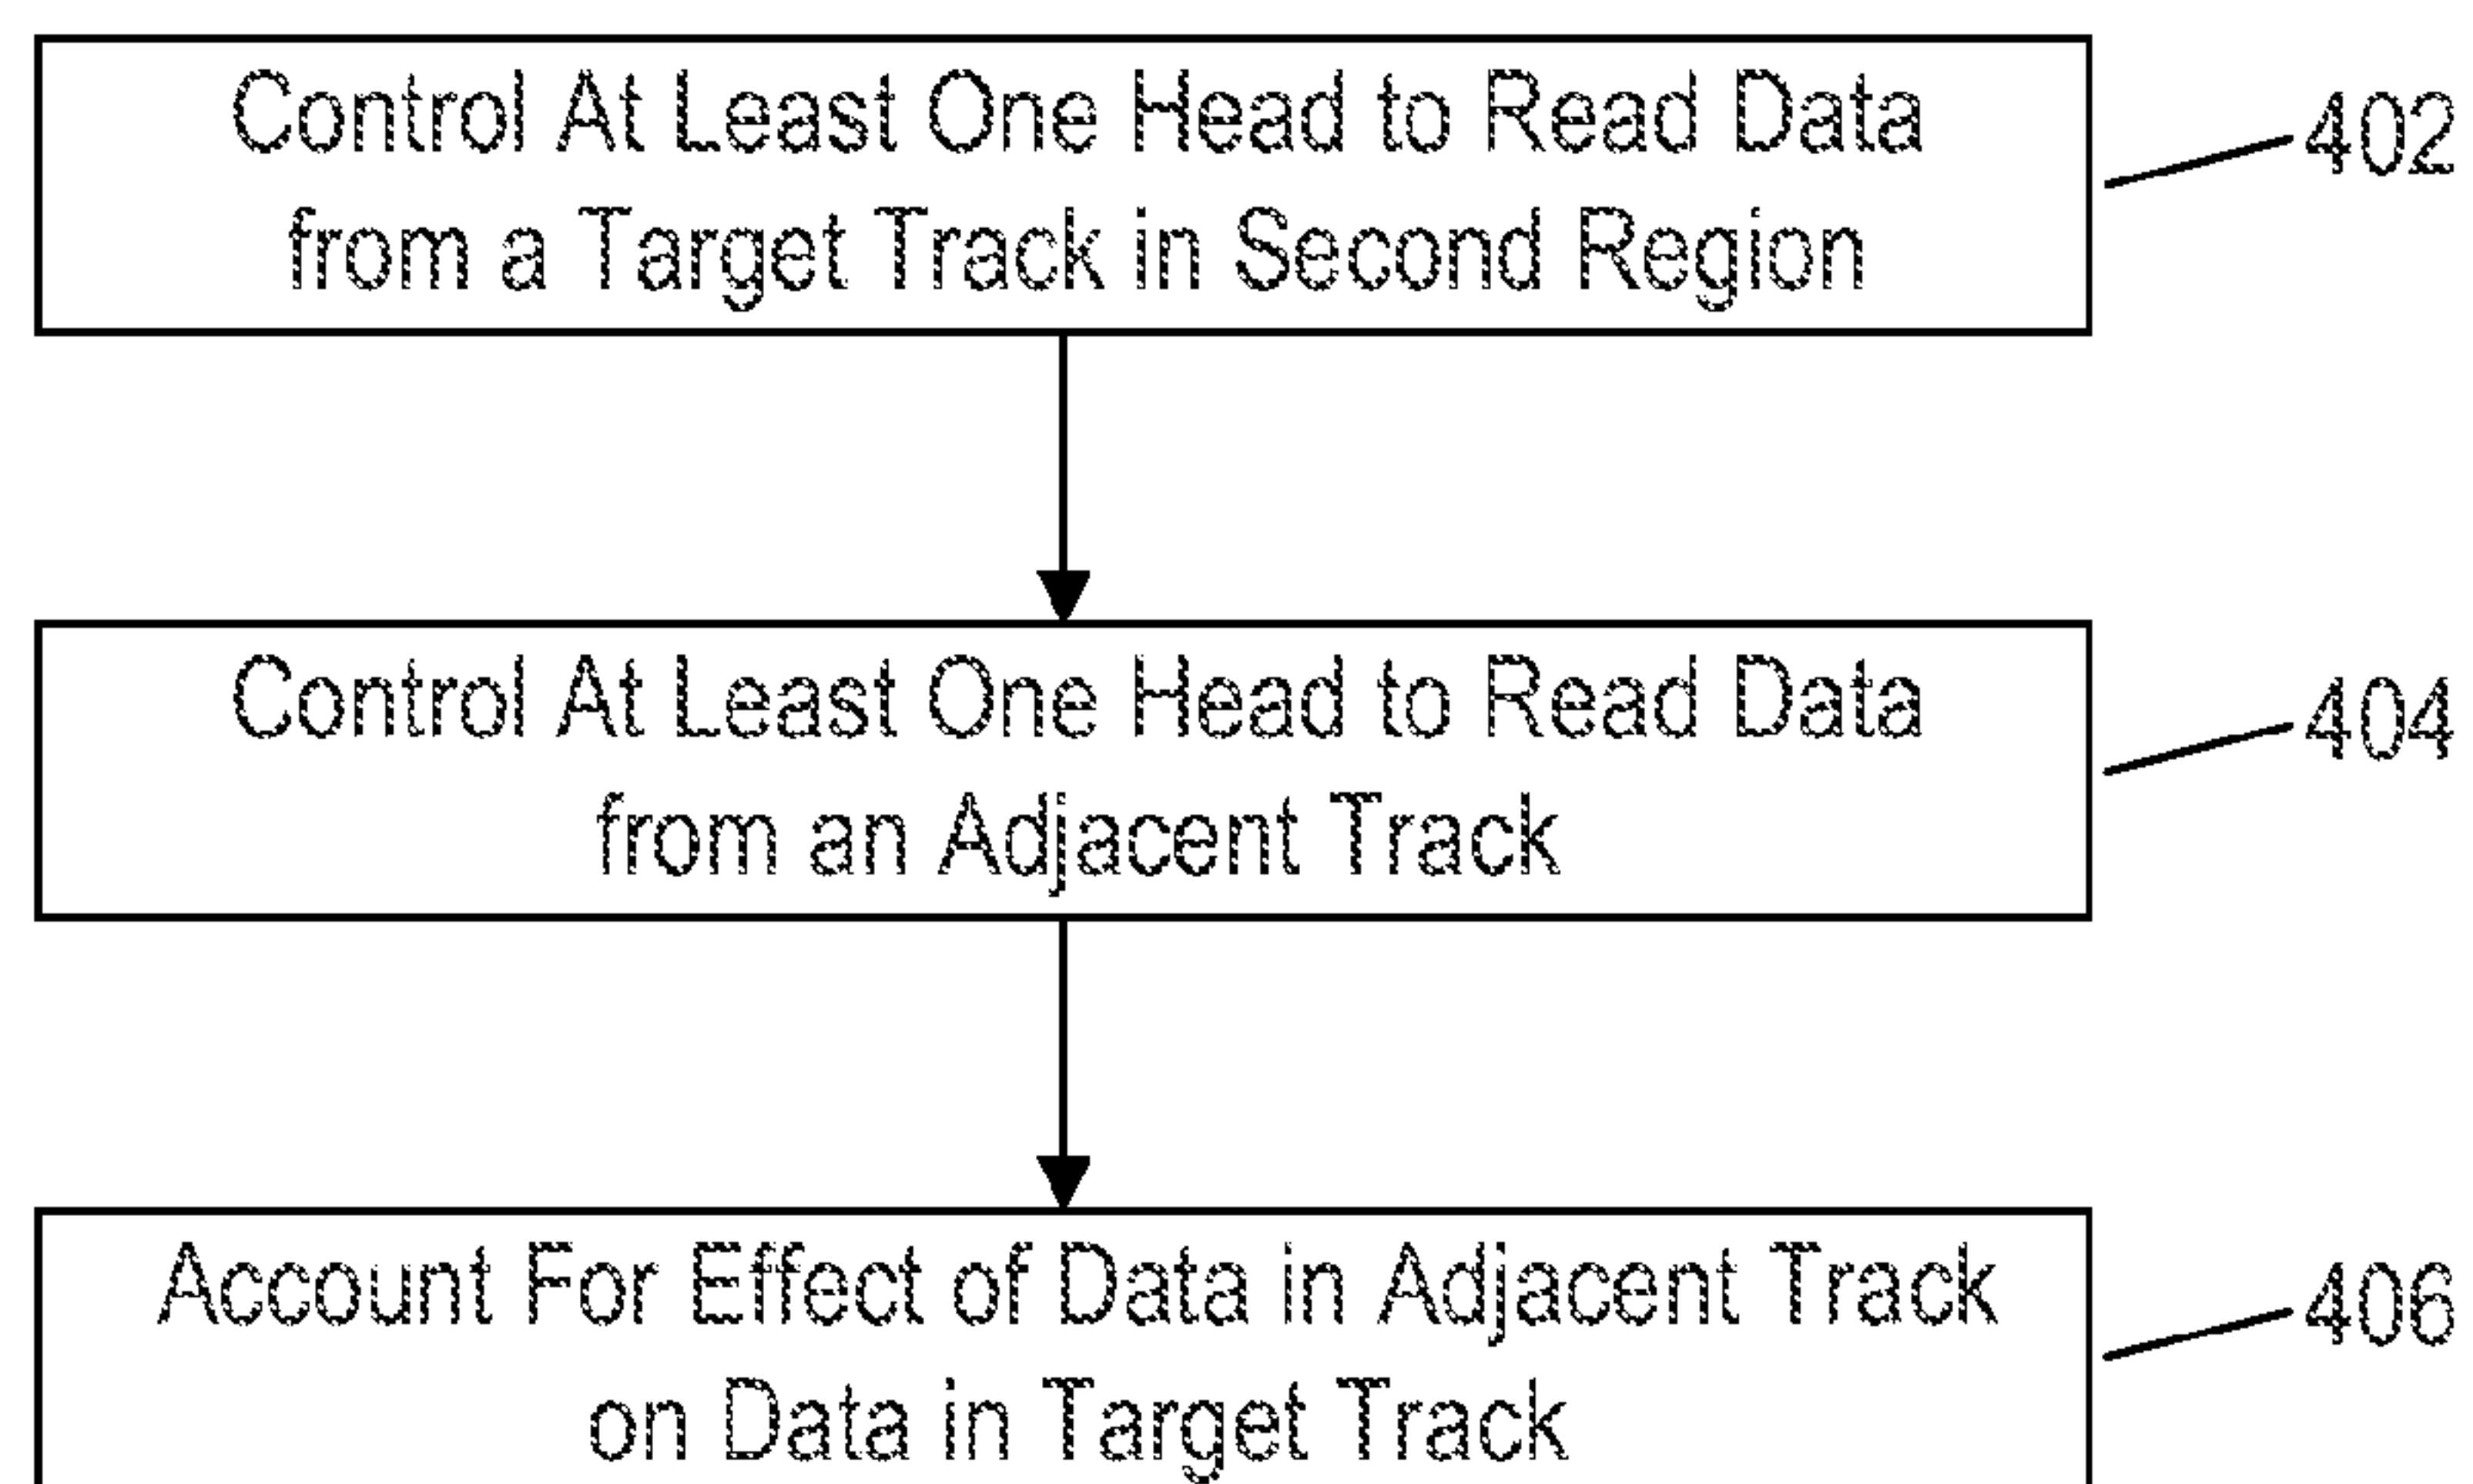 Control At Least One Head to Read Data
from a Target Track in Second Region
402
Control At Least One Head to Read Data
from an Adjacent Track
404
Account For Effect of Data in Adjacent Track
on Data in Target Track
406